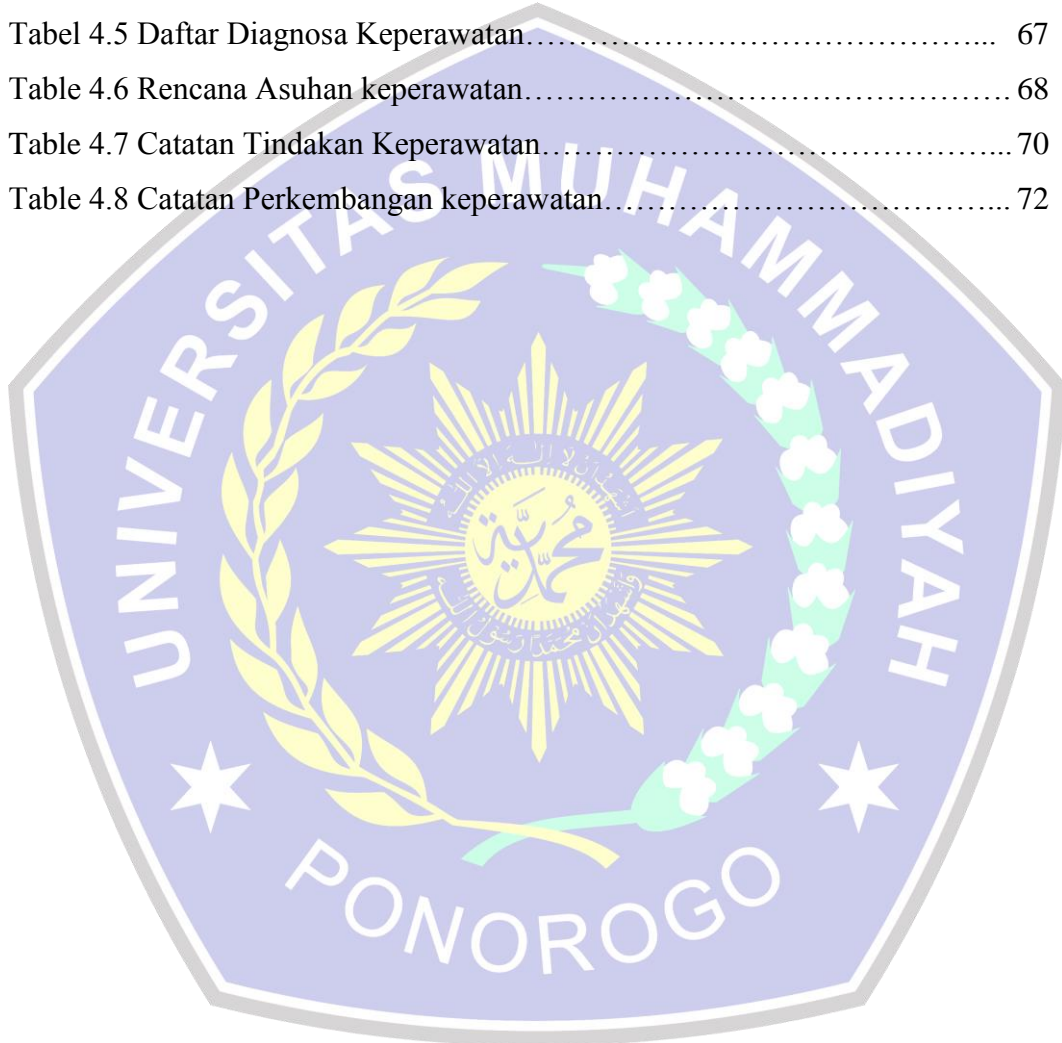 Tabel 4.5 Daftar Diagnosa Keperawatan…………………………………………... 67
Table 4.6 Rencana Asuhan keperawatan………………………………………… 68
Table 4.7 Catatan Tindakan Keperawatan………………………………………... 70
Table 4.8 Catatan Perkembangan keperawatan…………………………………... 72
UNIVERSITAS MUHAMMADIYAH
محمدية
PONOROGO